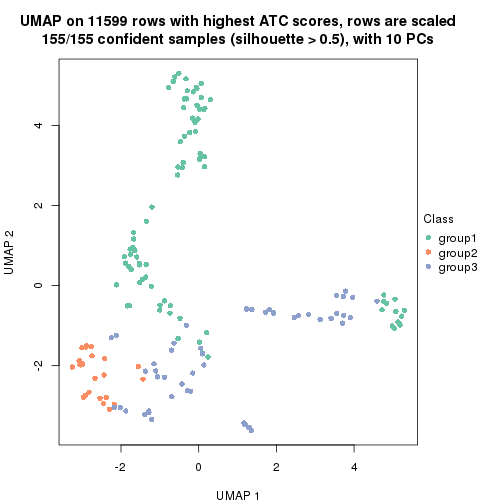 UMAP on 11599 rows with highest ATC scores, rows are scaled
155/155 confident samples (silhouette > 0.5), with 10 PCs
4
2
0
-2
UMAP 2
-2
0
2
4
UMAP 1
Class
group1
group2
group3